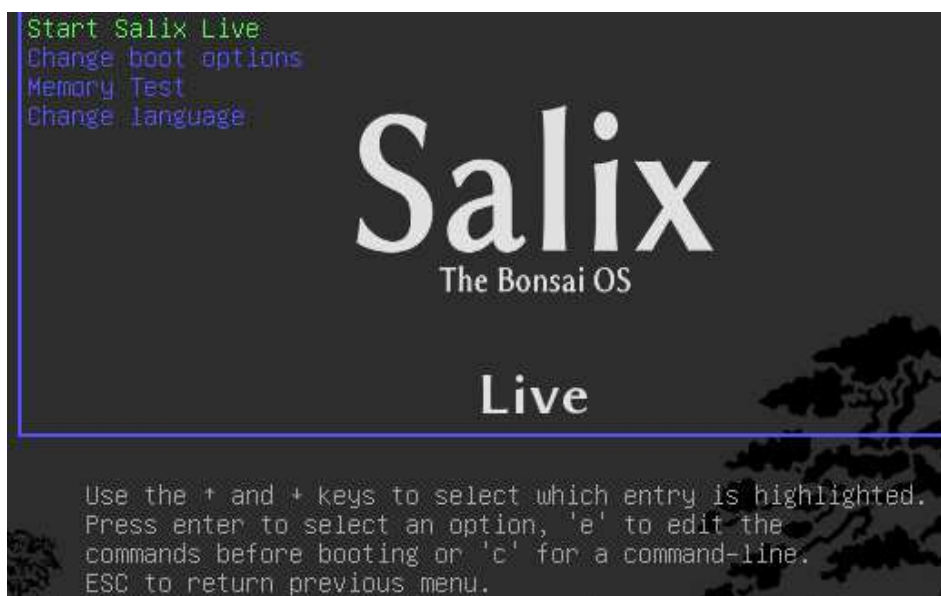 Start Salix Live
Change boot options
Memory Test
Change language
Salix
The Bonsai OS
Live
Use the ↑ and ↓ keys to select which entry is highlighted.
Press enter to select an option, 'e' to edit the
commands before booting or 'c' for a command-line.
ESC to return previous menu.